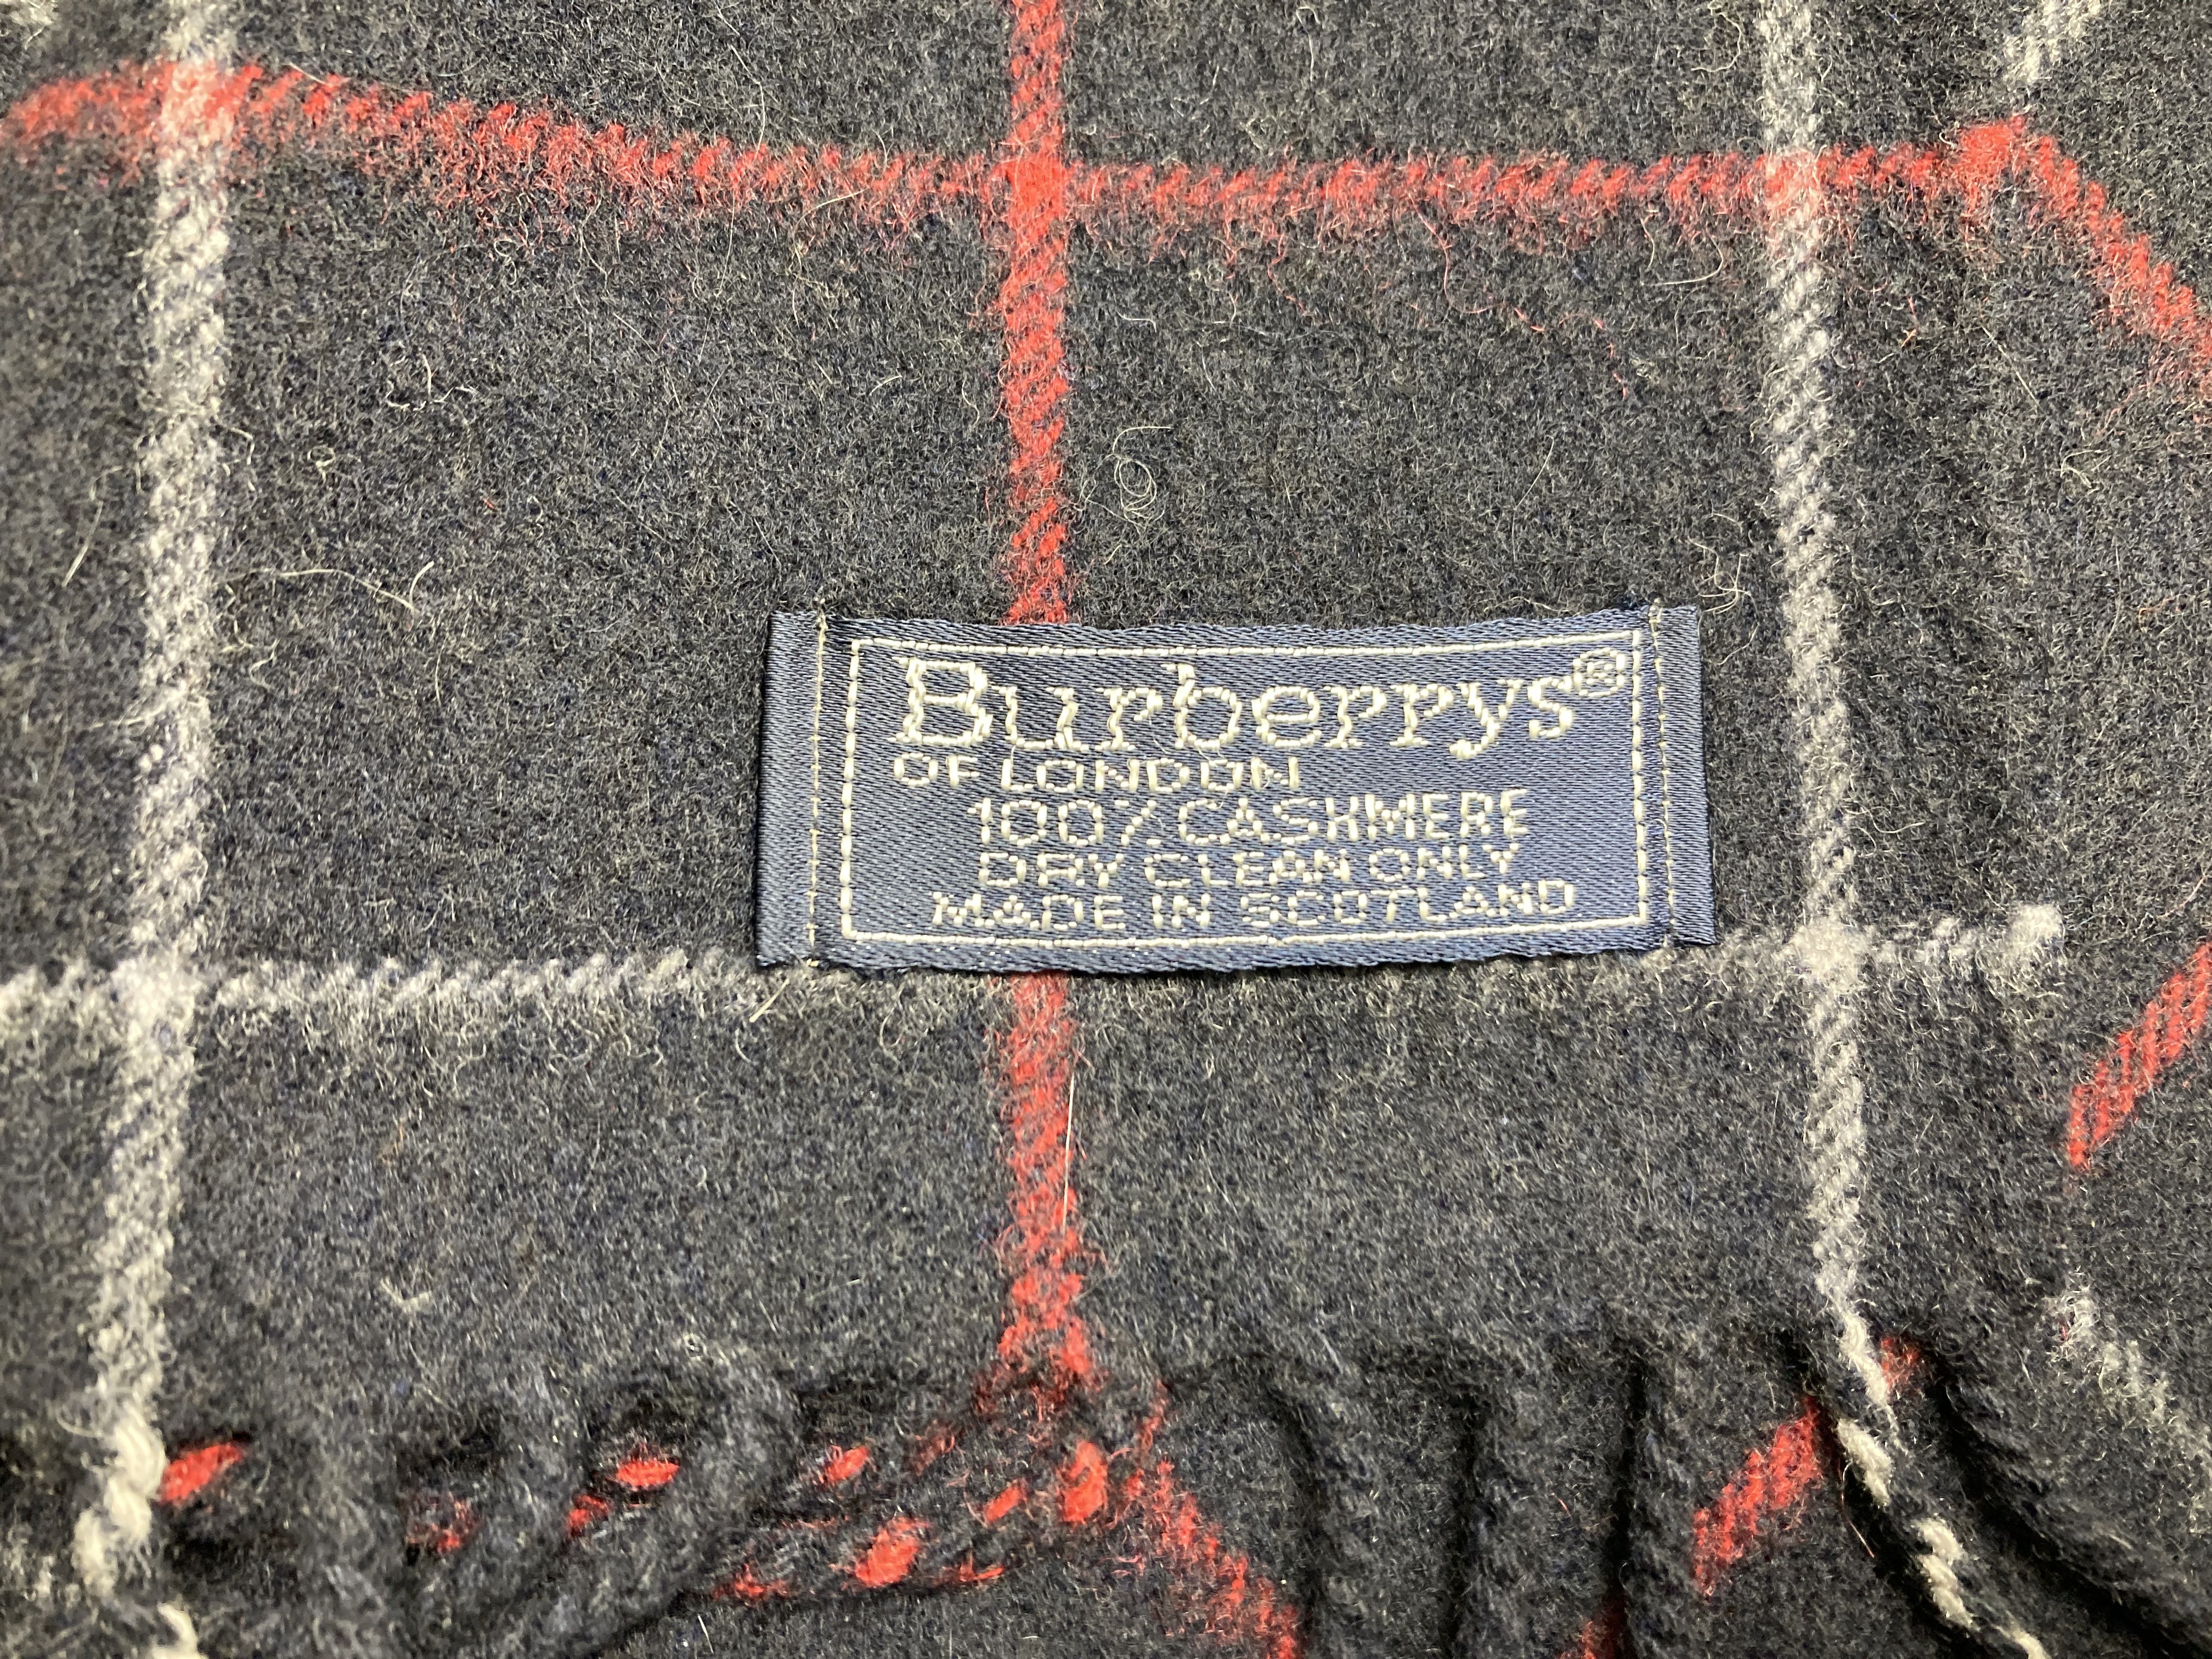 Burberrys®
OF LONDON
100% CASHMERE
DRY CLEAN ONLY
MADE IN SCOTLAND